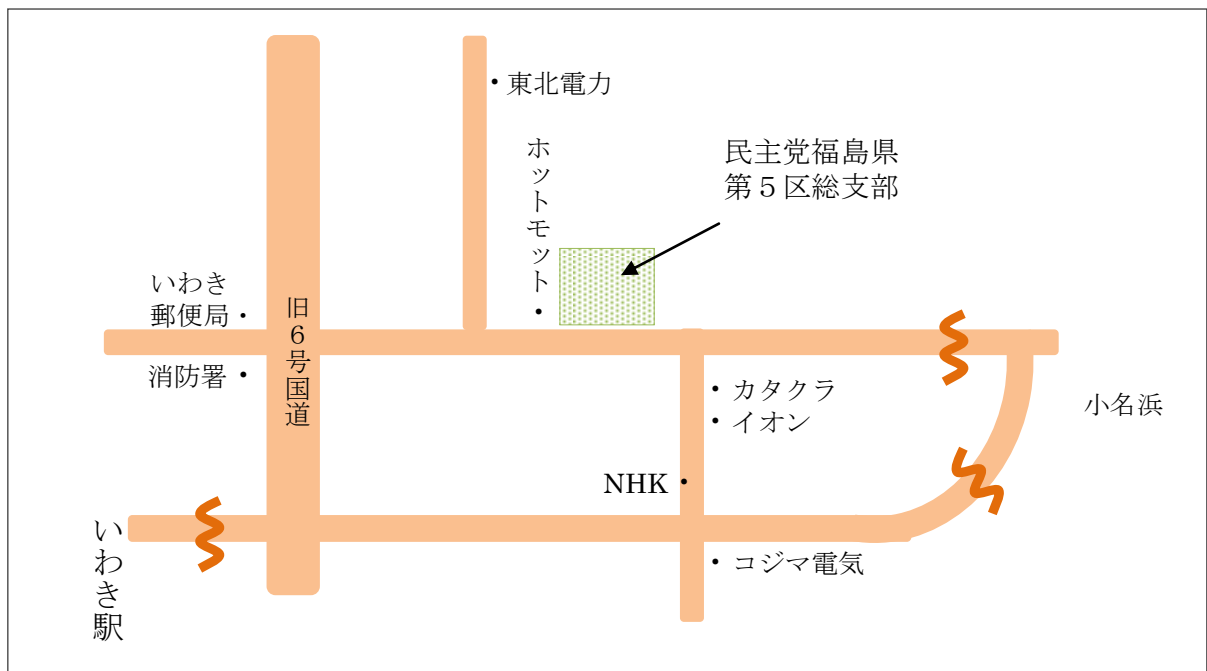 ・東北電力
ホットモット・
民主党福島県
第５区総支部
いわき
郵便局・
消防署・
旧６号国道
・カタクラ
・イオン
小名浜
NHK・
いわき駅
・コジマ電気